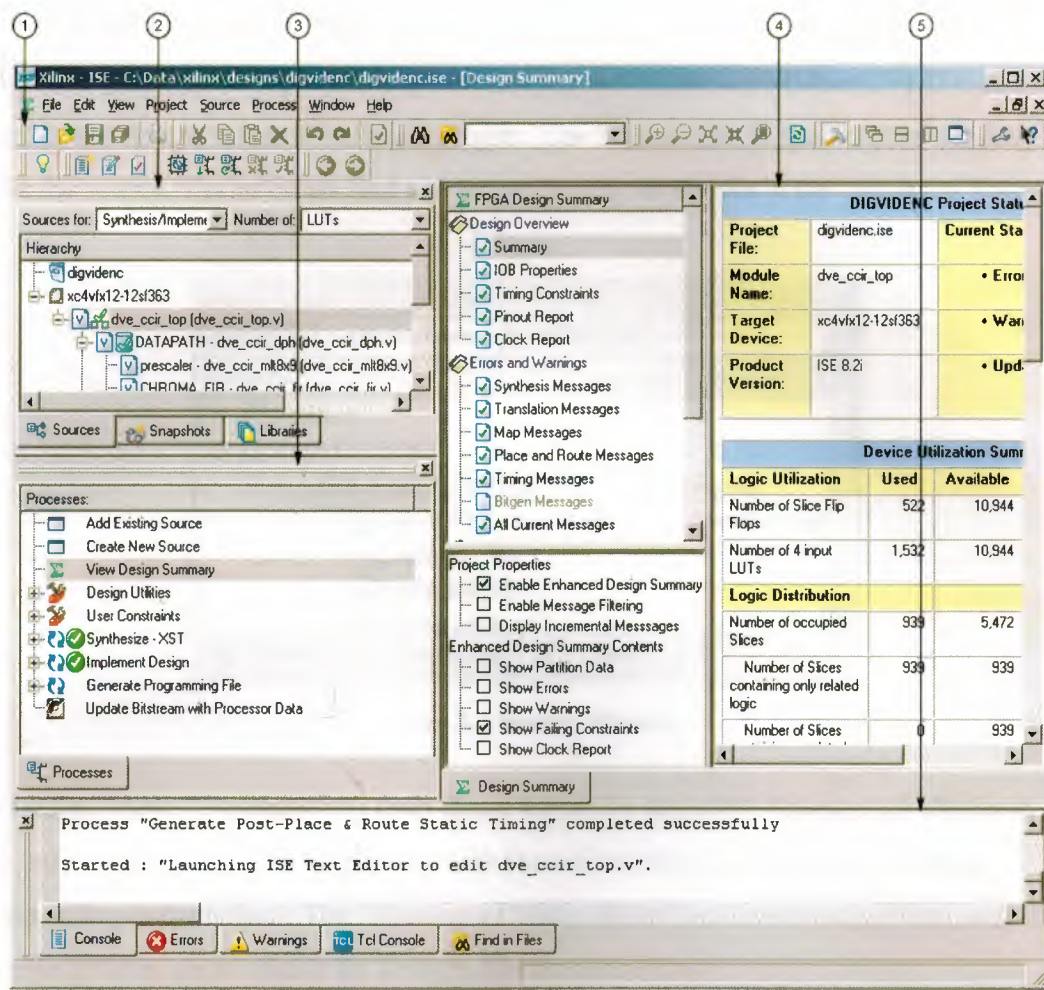 1 2 3 4 5
Xilinx - ISE - C:\Data\xilinx\designs\digvidenc\digvidenc.ise - [Design Summary]
File Edit View Project Source Process Window Help
Sources for: Synthesis/Impleme Number of: LUTs
Hierarchy
digvidenc
xc4vfx12-12sf363
dve_ccir_top (dve_ccir_top.v)
DATAPATH - dve_ccir_dph (dve_ccir_dph.v)
prescaler - dve_ccir_mlt8x9 (dve_ccir_mlt8x9.v)
CHROMA_FIR - dve_ccir_fir (dve_ccir_fir.v)
Sources Snapshots Libraries
Processes:
Add Existing Source
Create New Source
View Design Summary
Design Utilities
User Constraints
Synthesize - XST
Implement Design
Generate Programming File
Update Bitstream with Processor Data
Processes
FPGA Design Summary
Design Overview
Summary
IOB Properties
Timing Constraints
Pinout Report
Clock Report
Errors and Warnings
Synthesis Messages
Translation Messages
Map Messages
Place and Route Messages
Timing Messages
Bitgen Messages
All Current Messages
Project Properties
Enable Enhanced Design Summary
Enable Message Filtering
Display Incremental Messsages
Enhanced Design Summary Contents
Show Partition Data
Show Errors
Show Warnings
Show Failing Constraints
Show Clock Report
Design Summary
DIGVIDENC Project Statu
Project File: digvidenc.ise Current Sta
Module Name: dve_ccir_top • Erro
Target Device: xc4vfx12-12sf363 • Warn
Product Version: ISE 8.2i • Upd
Device Utilization Summ
Logic Utilization Used Available
Number of Slice Flip Flops 522 10,944
Number of 4 input LUTs 1,532 10,944
Logic Distribution
Number of occupied Slices 939 5,472
Number of Slices containing only related logic 939 939
Number of Slices 0 939
Process "Generate Post-Place & Route Static Timing" completed successfully
Started : "Launching ISE Text Editor to edit dve_ccir_top.v".
Console Errors Warnings Tcl Console Find in Files